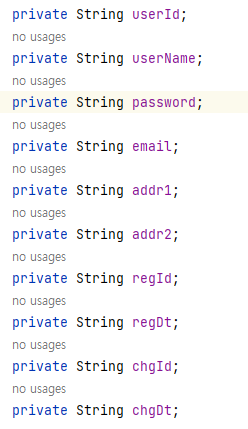 private String userId;
no usages
private String userName;
no usages
private String password;
no usages
private String email;
no usages
private String addr1;
no usages
private String addr2;
no usages
private String regId;
no usages
private String regDt;
no usages
private String chgId;
no usages
private String chgDt;